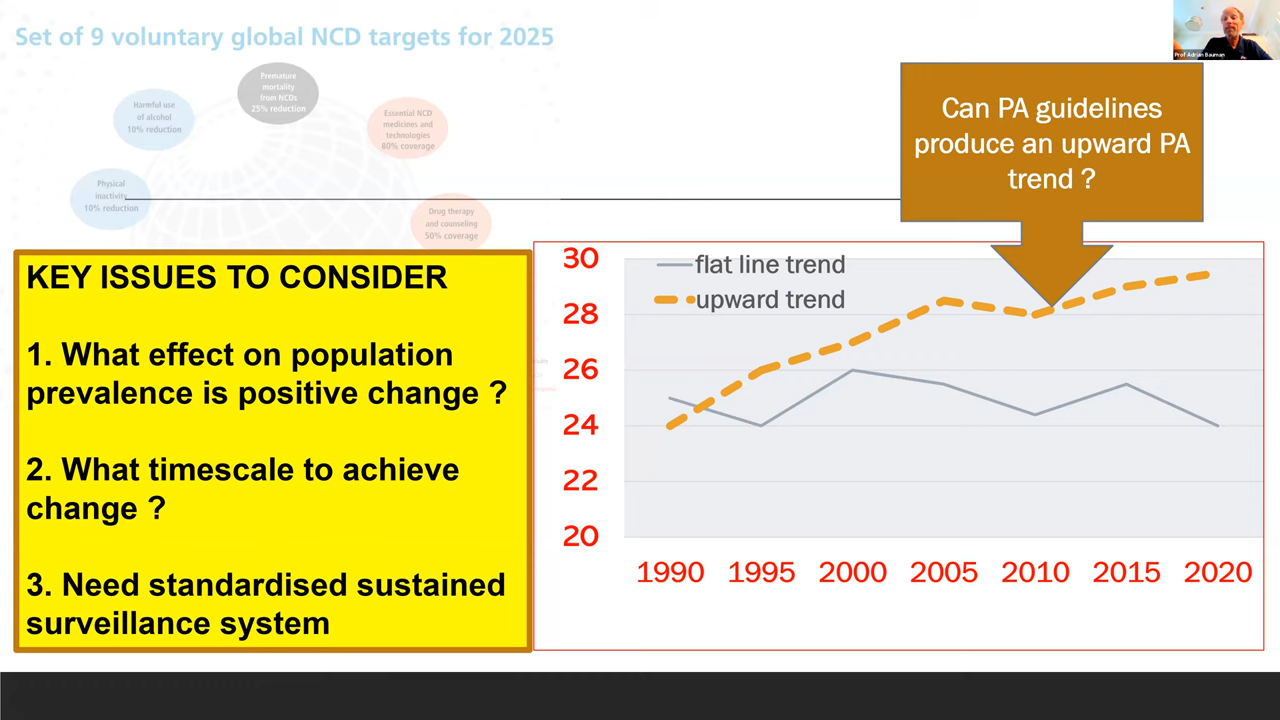 Set of 9 voluntary global NCD targets for 2025
Premature
mortality
from NCDs
25% reduction
Harmful use
of alcohol
10% reduction
Essential NCD
medicines and
technologies
80% coverage
Physical
inactivity
10% reduction
Drug therapy
and counseling
50% coverage
Prof Adrian Bauman
Can PA guidelines
produce an upward PA
trend ?
KEY ISSUES TO CONSIDER
1. What effect on population
prevalence is positive change ?
2. What timescale to achieve
change ?
3. Need standardised sustained
surveillance system
flat line trend
upward trend
30
28
26
24
22
20
1990 1995 2000 2005 2010 2015 2020